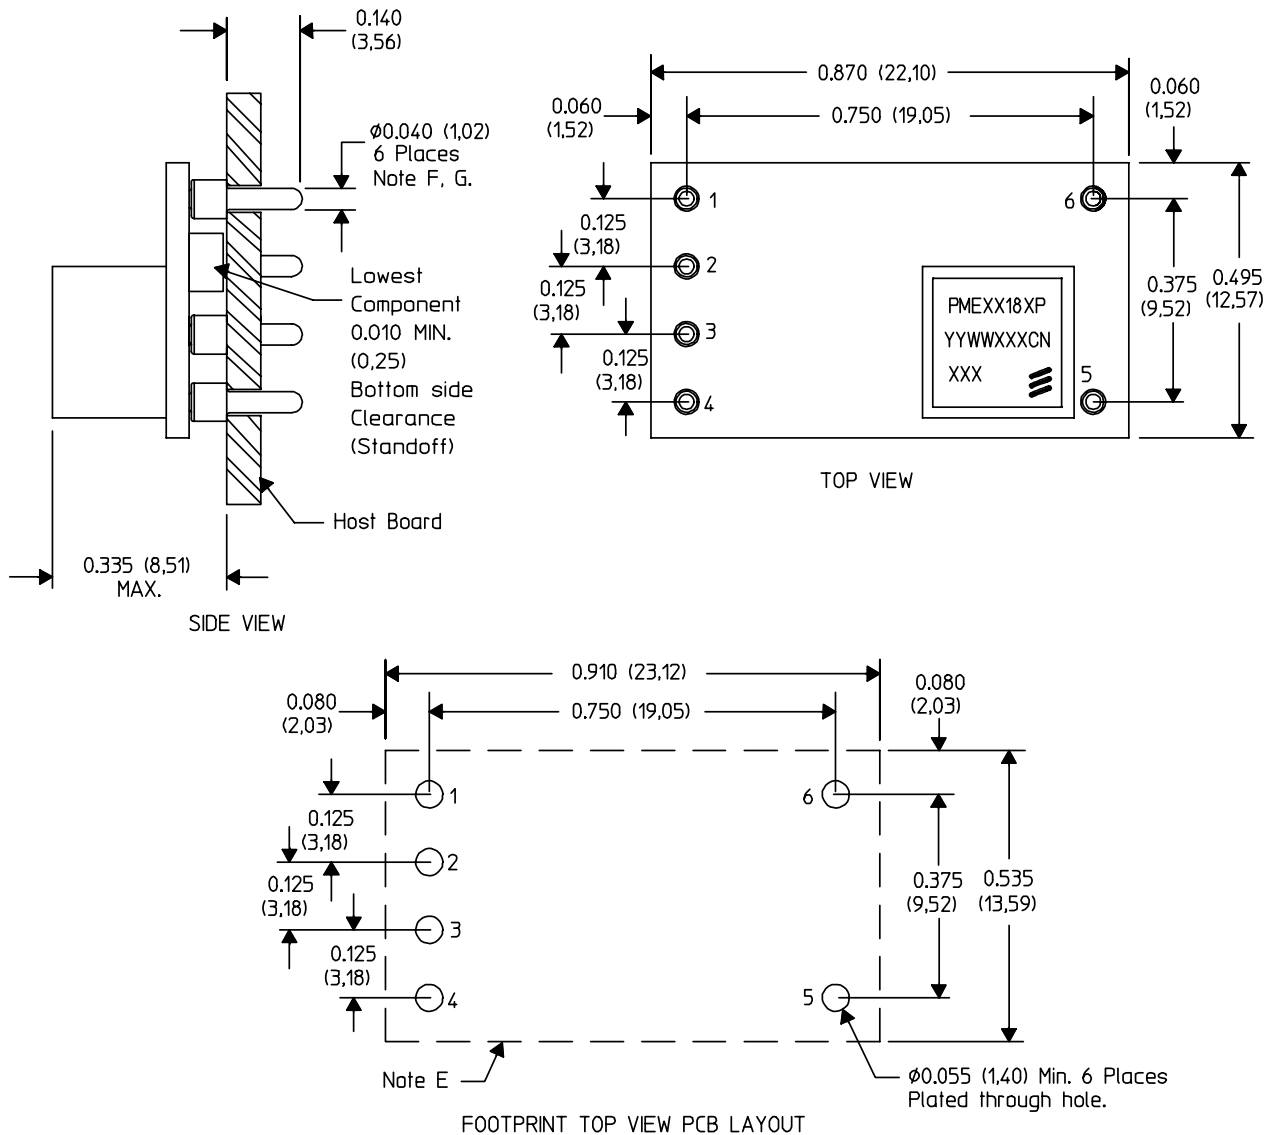 0.140
(3,56)
Ø0.040 (1,02)
6 Places
Note F, G.
Lowest
Component
0.010 MIN.
(0,25)
Bottom side
Clearance
(Standoff)
Host Board
0.335 (8,51)
MAX.
SIDE VIEW
0.870 (22,10)
0.060
(1,52)
0.750 (19,05)
0.060
(1,52)
1
6
0.125
(3,18)
2
0.125
(3,18)
3
0.125
(3,18)
4
PMEXX18XP
YYWWXXXCN
XXX
5
0.375
(9,52)
0.495
(12,57)
TOP VIEW
0.910 (23,12)
0.080
(2,03)
0.750 (19,05)
0.080
(2,03)
1
6
0.125
(3,18)
2
0.125
(3,18)
3
0.125
(3,18)
4
5
0.375
(9,52)
0.535
(13,59)
Note E
Ø0.055 (1,40) Min. 6 Places
Plated through hole.
FOOTPRINT TOP VIEW PCB LAYOUT